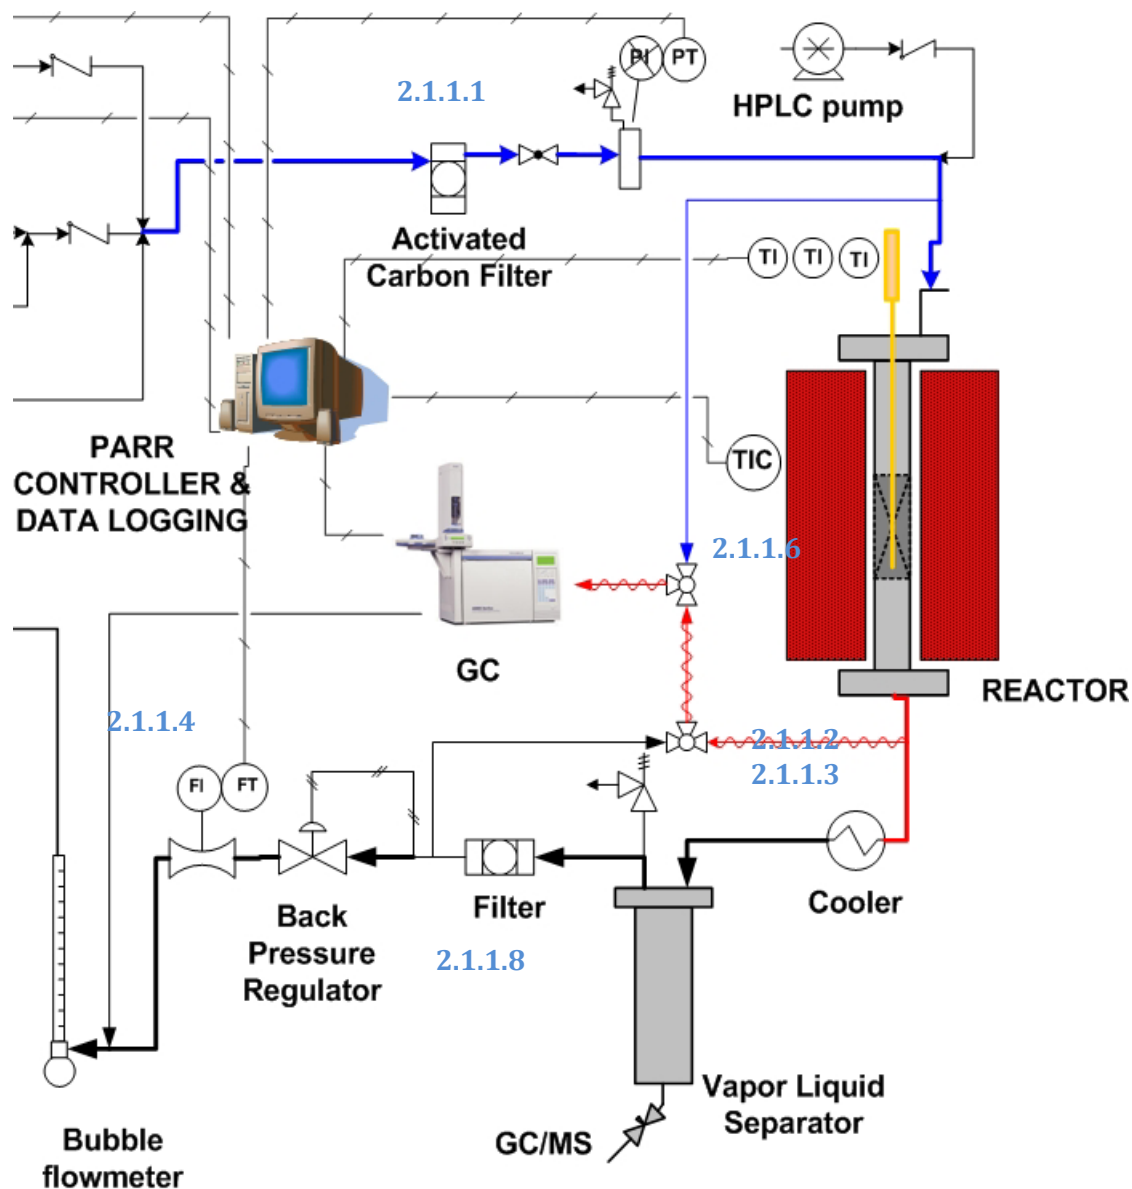 PI
PT
2.1.1.1
HPLC pump
Activated
Carbon Filter
TI
TI
TI
PARR
CONTROLLER &
DATA LOGGING
TIC
2.1.1.6
GC
REACTOR
2.1.1.4
2.1.1.2
2.1.1.3
FI
FT
Cooler
Filter
Back
Pressure
Regulator
2.1.1.8
Vapor Liquid
Separator
GC/MS
Bubble
flowmeter